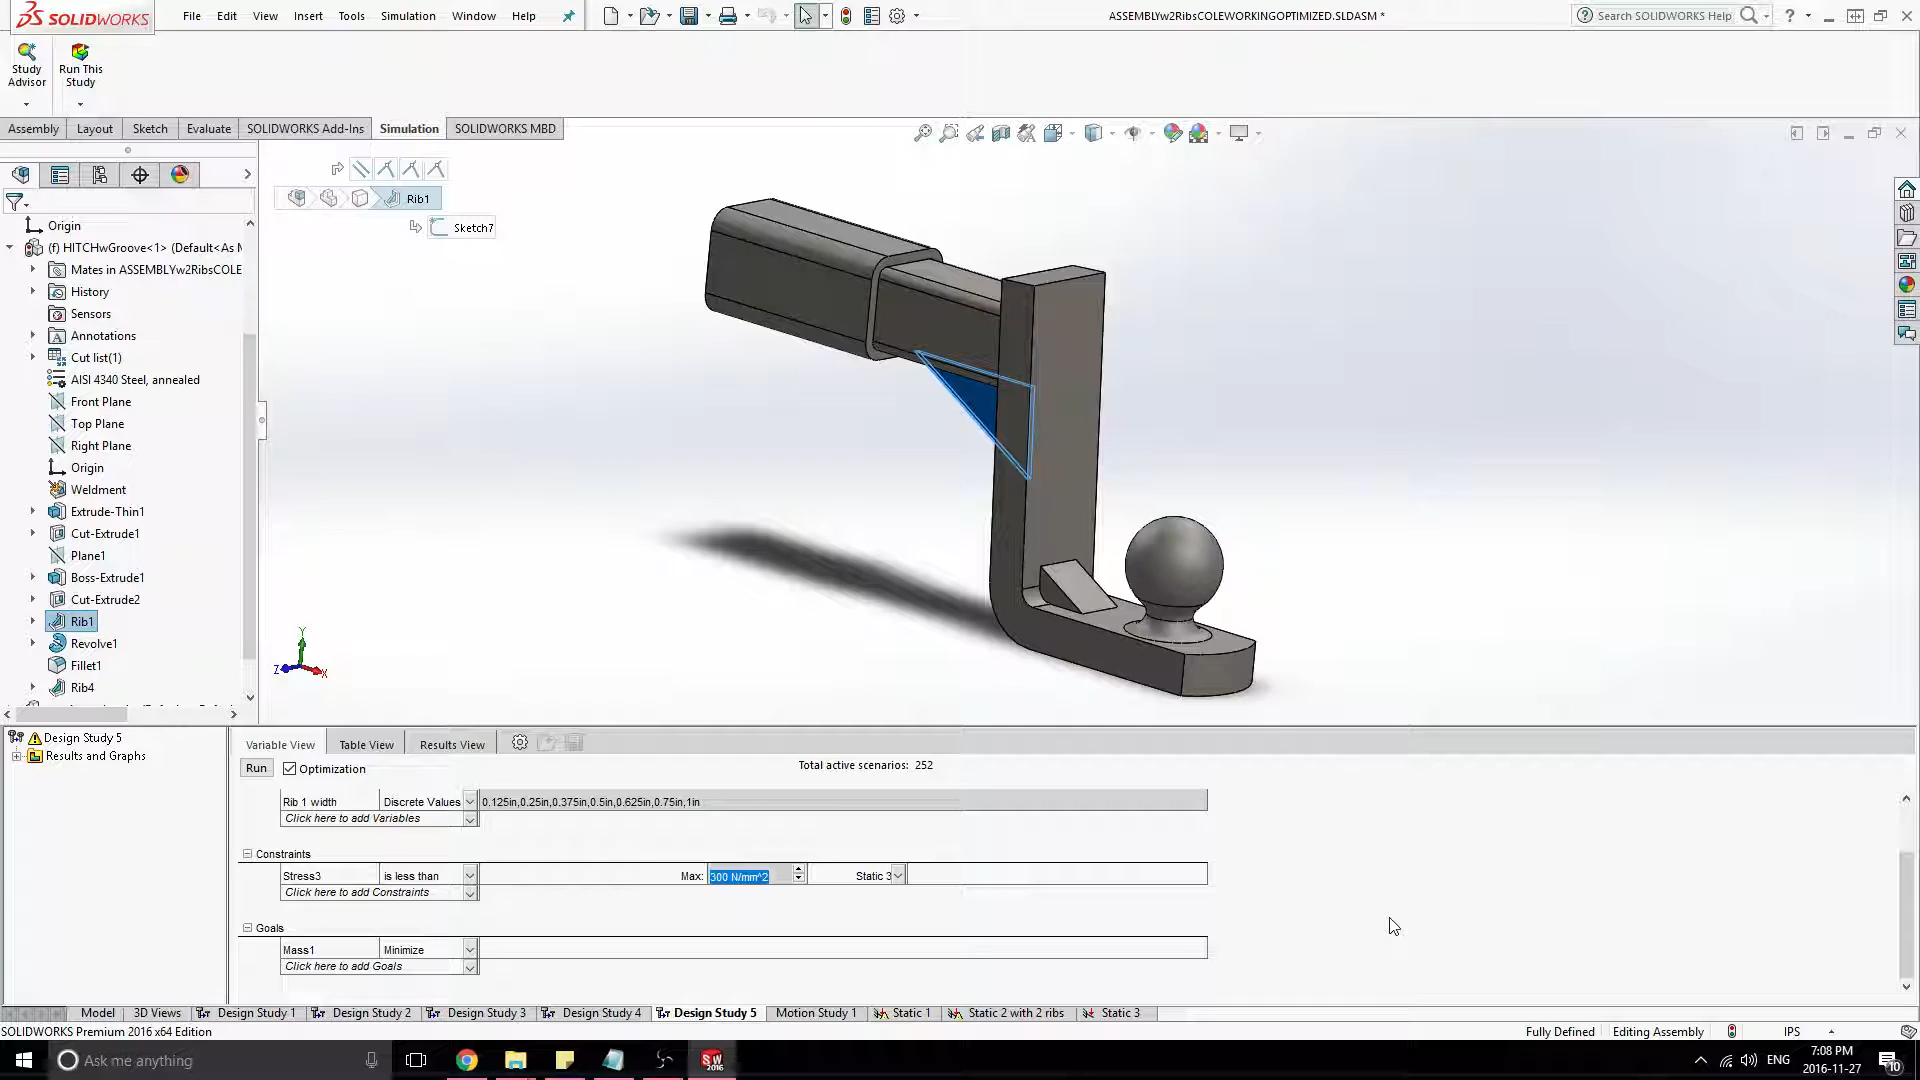 SOLIDWORKS
File Edit View Insert Tools Simulation Window Help
ASSEMBLYw2RibsCOLEWORKINGOPTIMIZED.SLDASM *
Search SOLIDWORKS Help
?
Study Advisor
Run This Study
Assembly Layout Sketch Evaluate SOLIDWORKS Add-Ins Simulation SOLIDWORKS MBD
Rib1
Sketch7
Origin
(f) HITCHwGroove<1> (Default<As M
Mates in ASSEMBLYw2RibsCOLE
History
Sensors
Annotations
Cut list(1)
AISI 4340 Steel, annealed
Front Plane
Top Plane
Right Plane
Origin
Weldment
Extrude-Thin1
Cut-Extrude1
Plane1
Boss-Extrude1
Cut-Extrude2
Rib1
Revolve1
Fillet1
Rib4
Y
Z X
Design Study 5
Results and Graphs
Variable View Table View Results View
Run Optimization Total active scenarios: 252
Rib 1 width Discrete Values 0.125in,0.25in,0.375in,0.5in,0.625in,0.75in,1in
Click here to add Variables
Constraints
Stress3 is less than Max: 300 N/mm^2 Static 3
Click here to add Constraints
Goals
Mass1 Minimize
Click here to add Goals
Model 3D Views Design Study 1 Design Study 2 Design Study 3 Design Study 4 Design Study 5 Motion Study 1 Static 1 Static 2 with 2 ribs Static 3
SOLIDWORKS Premium 2016 x64 Edition Fully Defined Editing Assembly IPS
Ask me anything
SW
2016
ENG
7:08 PM
2016-11-27
10